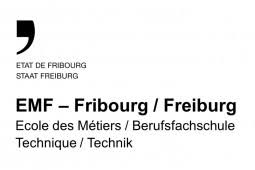 ETAT DE FRIBOURG
STAAT FREIBURG
EMF – Fribourg / Freiburg
Ecole des Métiers / Berufsfachschule
Technique / Technik